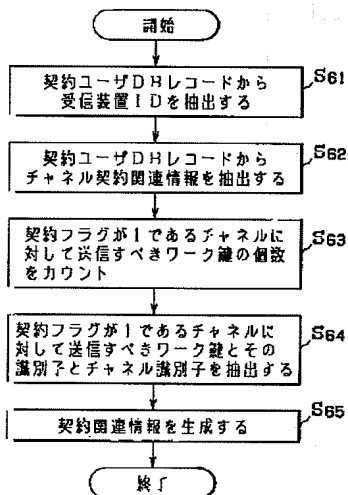 開始
契約ユーザDBレコードから
受信装置IDを抽出する
S61
契約ユーザDBレコードから
チャネル契約関連情報を抽出する
S62
契約フラグが1であるチャネルに
対して送信すべきワーク鍵の個数
をカウント
S63
契約フラグが1であるチャネルに
対して送信すべきワーク鍵とその
識別子とチャネル識別子を抽出する
S64
契約関連情報を生成する
S65
終了